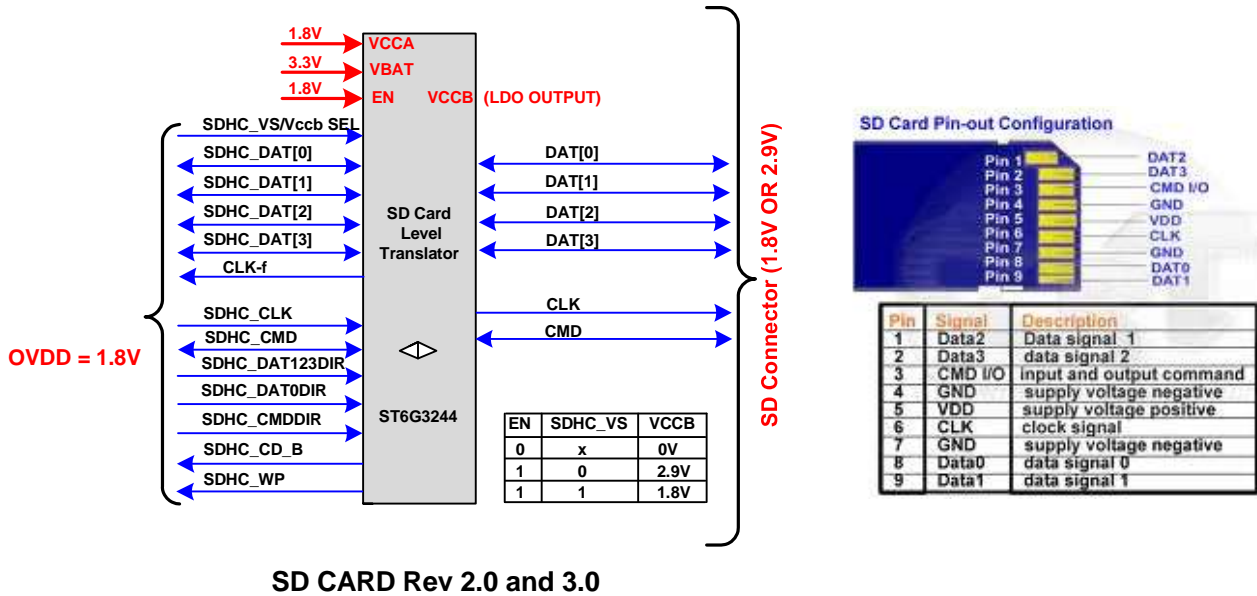 1.8V
VCCA
3.3V
VBAT
1.8V
EN VCCB (LDO OUTPUT)
SDHC_VS/Vccb SEL
SDHC_DAT[0]
SDHC_DAT[1]
SDHC_DAT[2]
SDHC_DAT[3]
CLK-f
SDHC_CLK
SDHC_CMD
SDHC_DAT123DIR
SDHC_DAT0DIR
SDHC_CMDDIR
SDHC_CD_B
SDHC_WP
OVDD = 1.8V
SD Card
Level
Translator
ST6G3244
DAT[0]
DAT[1]
DAT[2]
DAT[3]
CLK
CMD
EN SDHC_VS VCCB
0 x 0V
1 0 2.9V
1 1 1.8V
SD Connector (1.8V OR 2.9V)
SD Card Pin-out Configuration
Pin 1 DAT2
Pin 2 DAT3
Pin 3 CMD I/O
Pin 4 GND
Pin 5 VDD
Pin 6 CLK
Pin 7 GND
Pin 8 DAT0
Pin 9 DAT1
Pin Signal Description
1 Data2 Data signal 1
2 Data3 data signal 2
3 CMD I/O input and output command
4 GND supply voltage negative
5 VDD supply voltage positive
6 CLK clock signal
7 GND supply voltage negative
8 Data0 data signal 0
9 Data1 data signal 1
SD CARD Rev 2.0 and 3.0